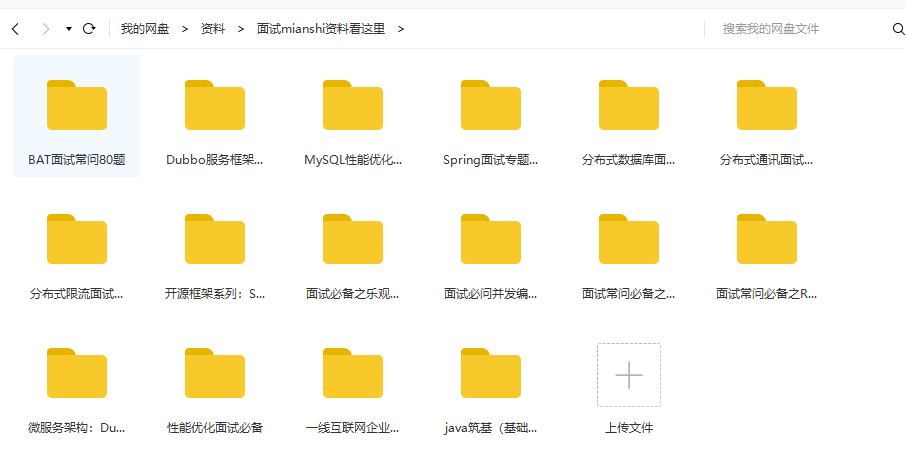 我的网盘 > 资料 > 面试mianshi资料看这里 >
搜索我的网盘文件
BAT面试常问80题
Dubbo服务框架...
MySQL性能优化...
Spring面试专题...
分布式数据库面...
分布式通讯面试...
分布式限流面试...
开源框架系列：S...
面试必备之乐观...
面试必问并发编...
面试常问必备之...
面试常问必备之R...
微服务架构：Du...
性能优化面试必备
一线互联网企业...
java筑基（基础...
上传文件